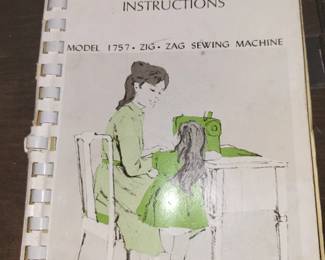 INSTRUCTIONS
MODEL 1757 • ZIG • ZAG SEWING MACHINE